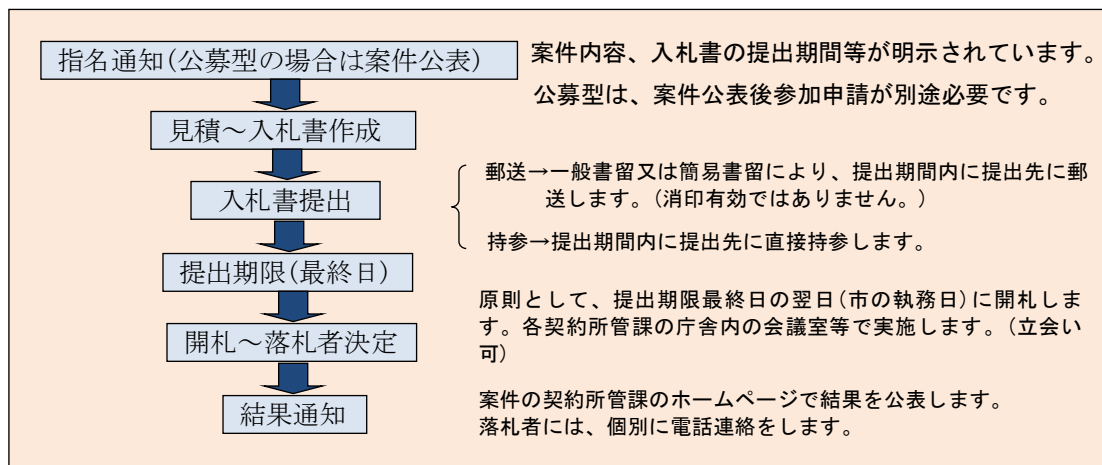 指名通知(公募型の場合は案件公表)
案件内容、入札書の提出期間等が明示されています。
公募型は、案件公表後参加申請が別途必要です。
見積～入札書作成
入札書提出
郵送→一般書留又は簡易書留により、提出期間内に提出先に郵
送します。(消印有効ではありません。)
持参→提出期間内に提出先に直接持参します。
提出期限(最終日)
原則として、提出期限最終日の翌日(市の執務日)に開札しま
す。各契約所管課の庁舎内の会議室等で実施します。(立会い
可)
開札～落札者決定
結果通知
案件の契約所管課のホームページで結果を公表します。
落札者には、個別に電話連絡をします。